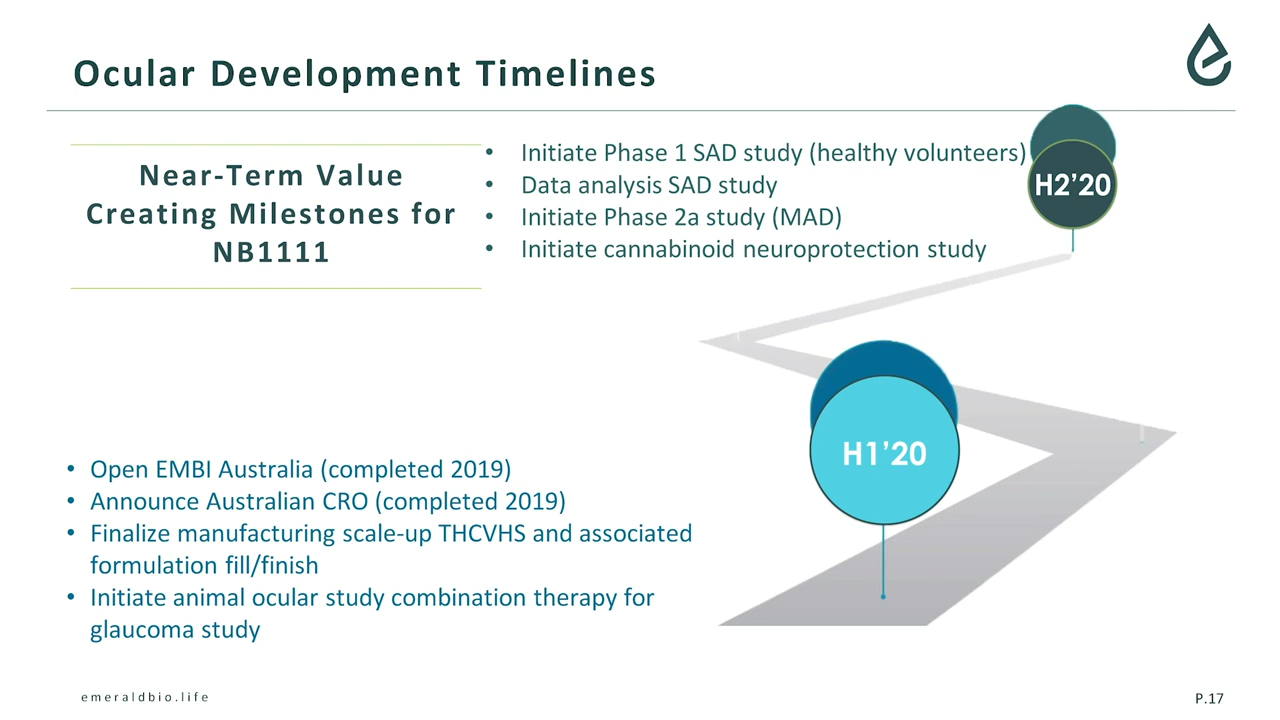 Ocular Development Timelines
Near-Term Value
Creating Milestones for
NB1111
• Initiate Phase 1 SAD study (healthy volunteers)
• Data analysis SAD study
• Initiate Phase 2a study (MAD)
• Initiate cannabinoid neuroprotection study
H2’20
H1’20
• Open EMBI Australia (completed 2019)
• Announce Australian CRO (completed 2019)
• Finalize manufacturing scale-up THCVHS and associated
formulation fill/finish
• Initiate animal ocular study combination therapy for
glaucoma study
emeraldbio.life
P.17